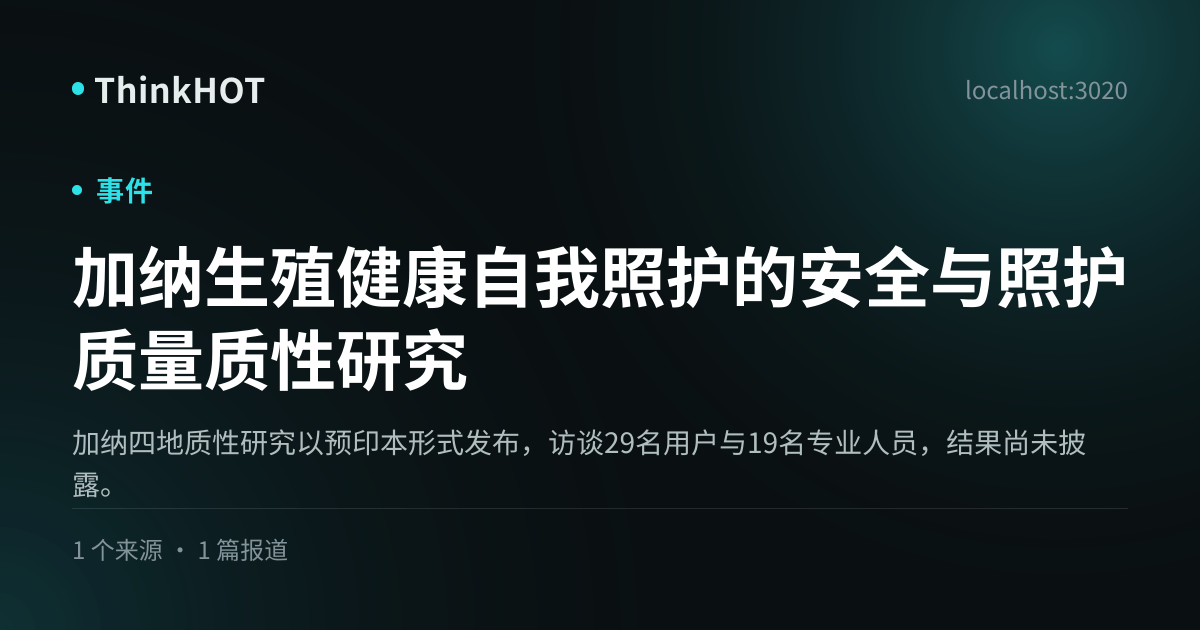 ThinkHOT
localhost:3020
事件
加纳生殖健康自我照护的安全与照护
质量质性研究
加纳四地质性研究以预印本形式发布，访谈29名用户与19名专业人员，结果尚未披
露。
1 个来源 · 1 篇报道